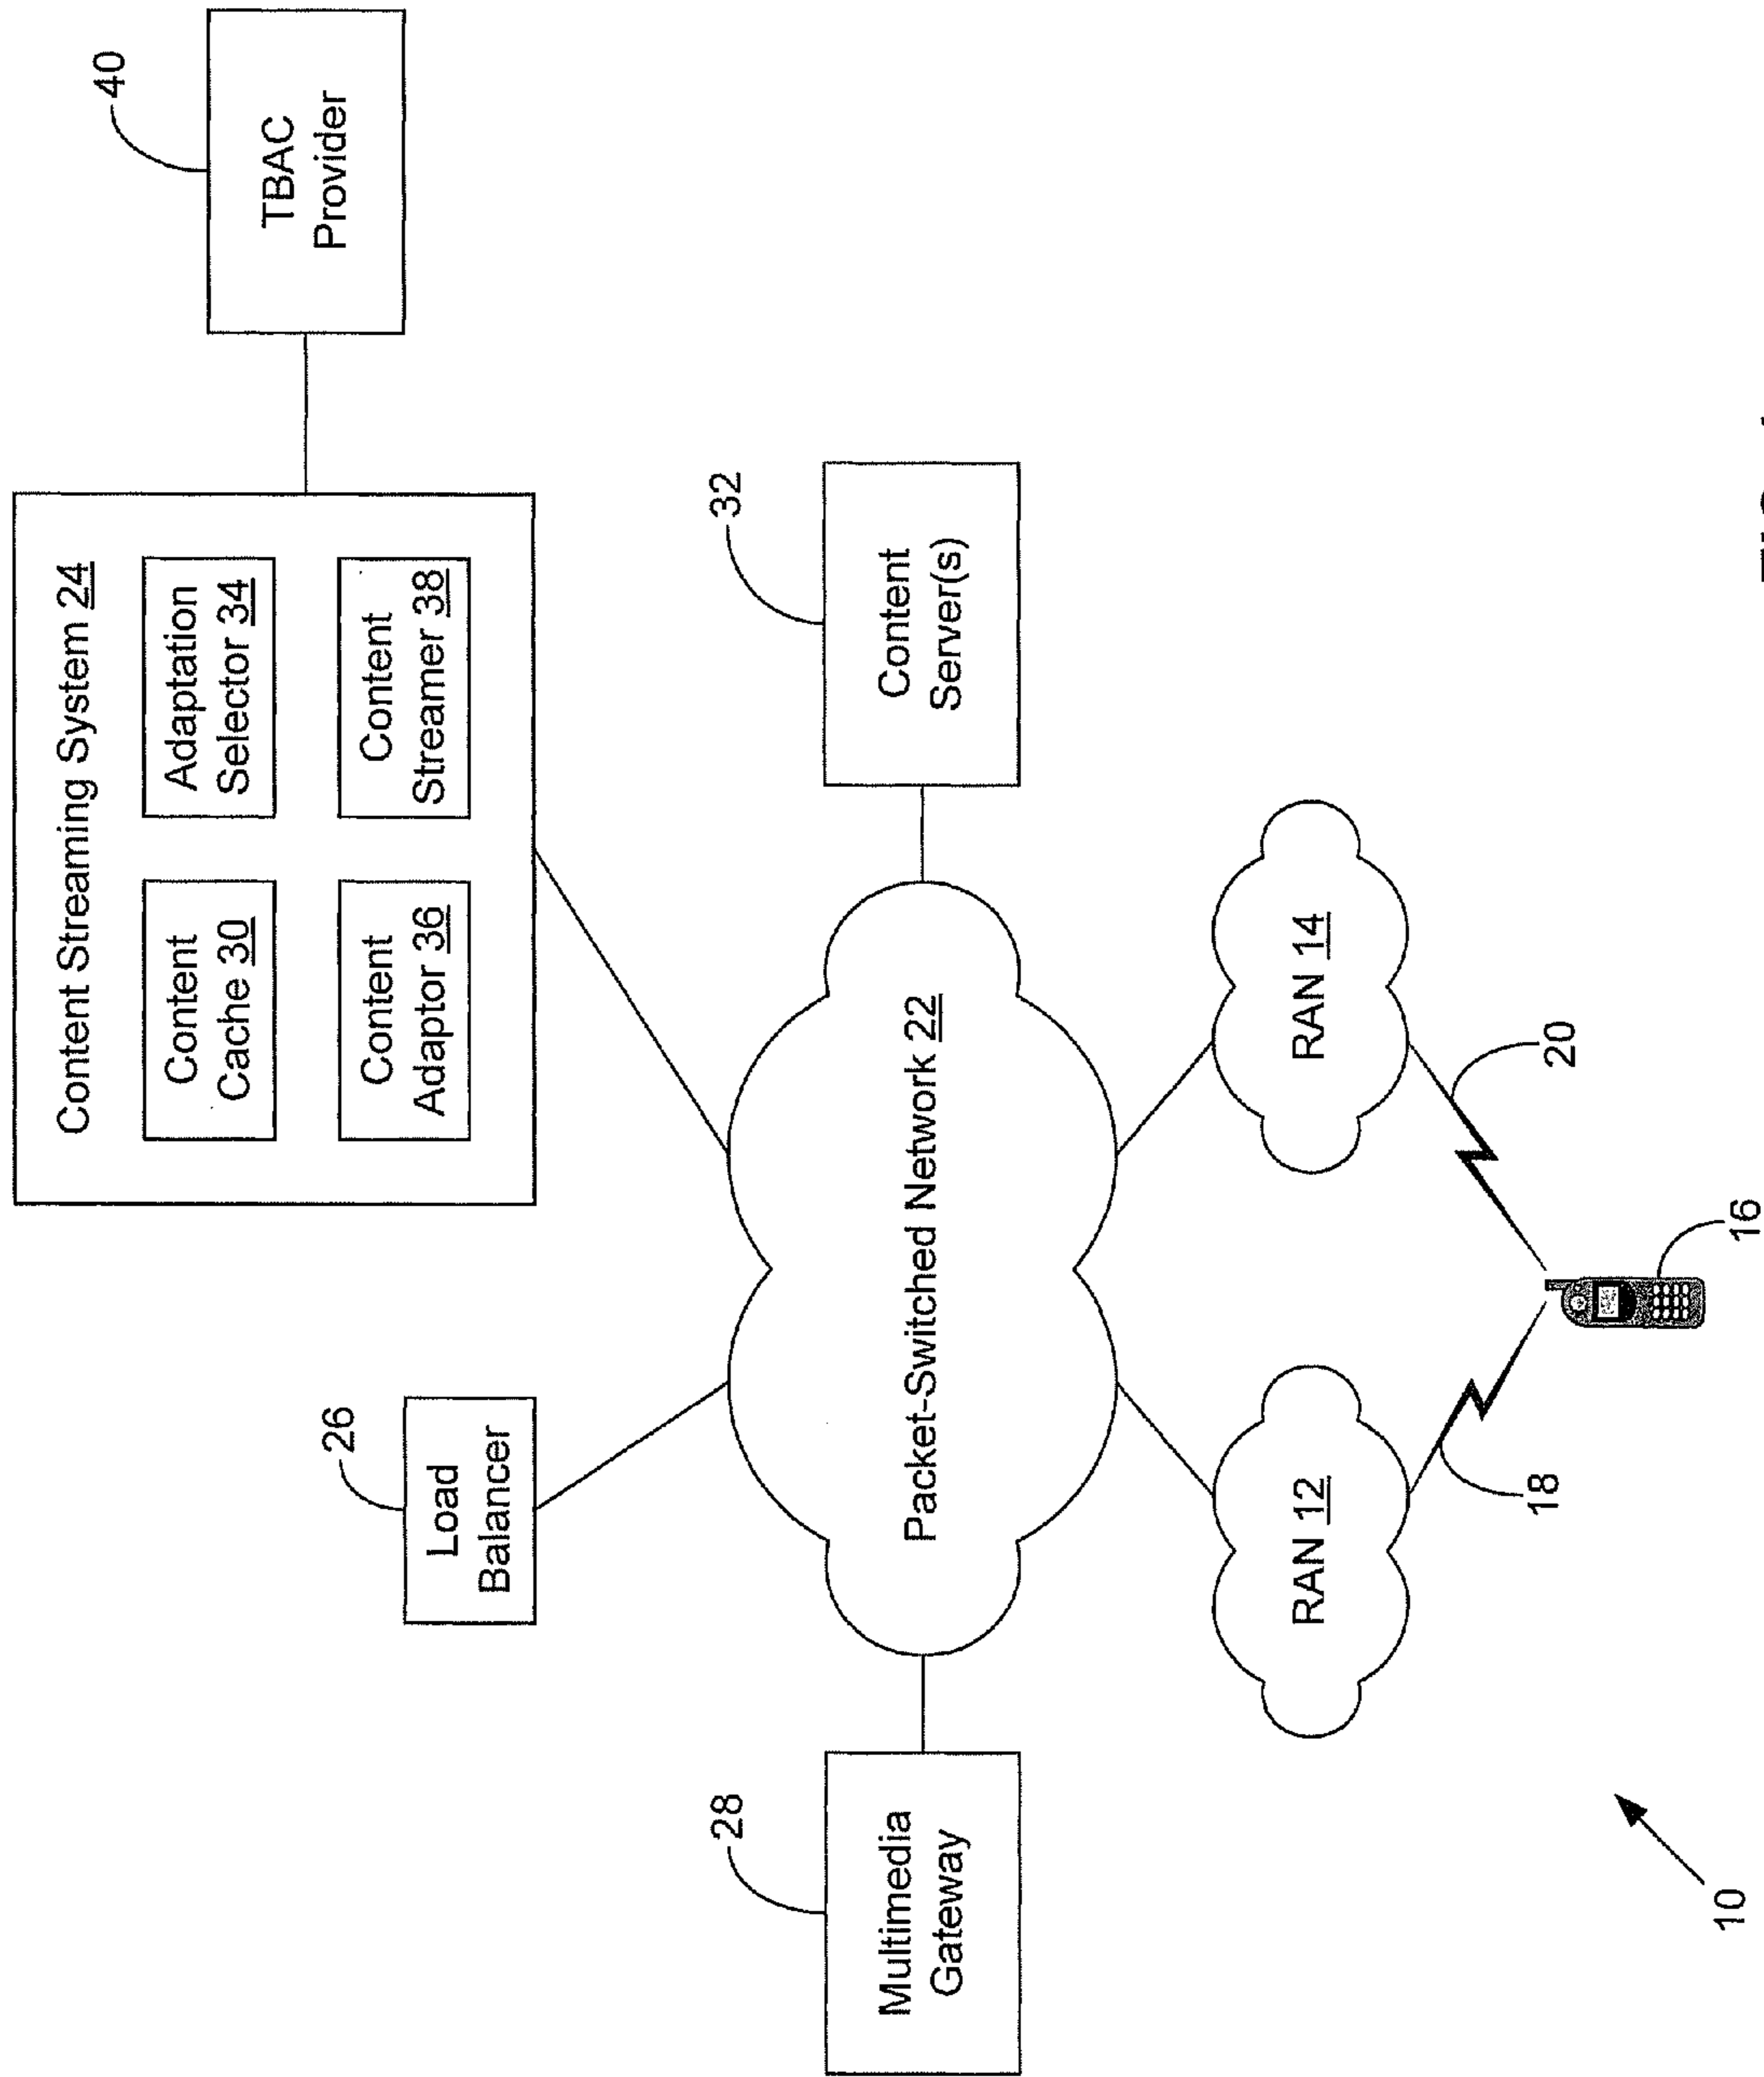 40
TBAC
Provider
Content Streaming System 24
Content
Cache 30
Adaptation
Selector 34
Content
Adaptor 36
Content
Streamer 38
26
Load
Balancer
32
Content
Server(s)
28
Multimedia
Gateway
Packet-Switched Network 22
RAN 12
RAN 14
18
20
16
10